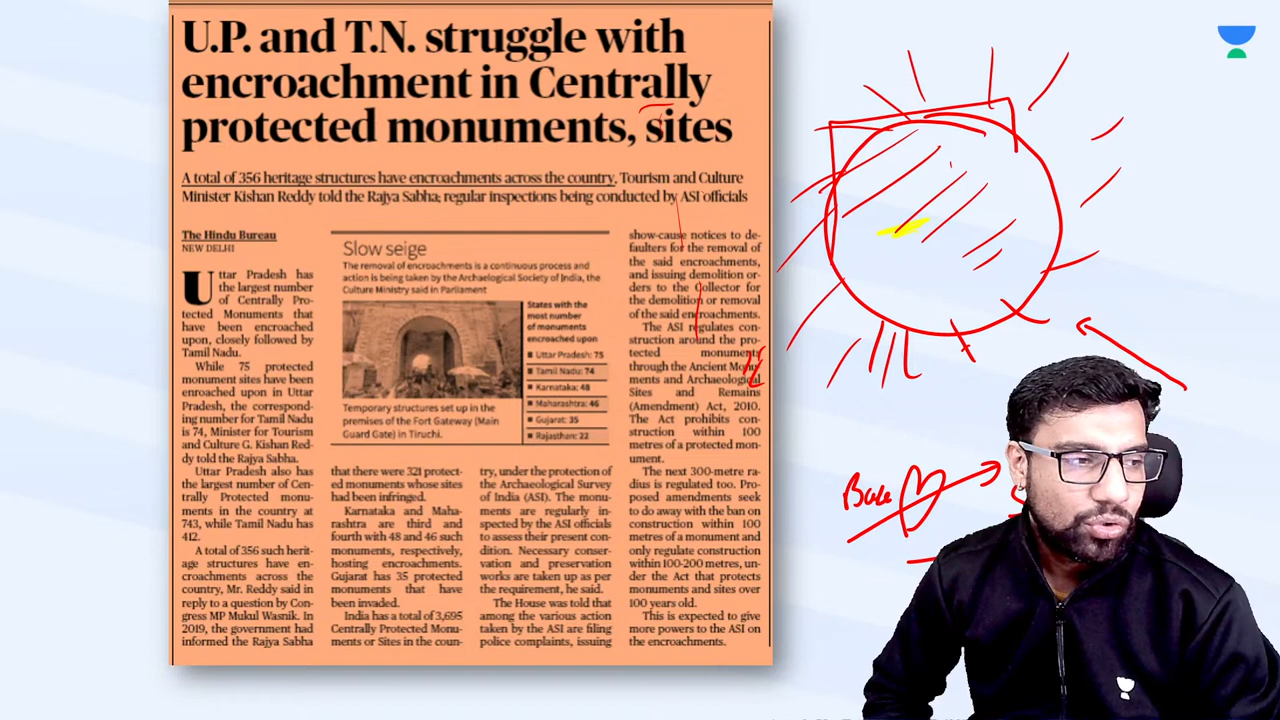 U.P. and T.N. struggle with
encroachment in Centrally
protected monuments, sites
A total of 356 heritage structures have encroachments across the country, Tourism and Culture
Minister Kishan Reddy told the Rajya Sabha; regular inspections being conducted by ASI officials
The Hindu Bureau
NEW DELHI
Uttar Pradesh has
the largest number
of Centrally Pro-
tected Monuments that
have been encroached
upon, closely followed by
Tamil Nadu.
While 75 protected
monument sites have been
enroached upon in Uttar
Pradesh, the correspond-
ing number for Tamil Nadu
is 74, Minister for Tourism
and Culture G. Kishan Red-
dy told the Rajya Sabha.
Uttar Pradesh also has
the largest number of Cen-
trally Protected monu-
ments in the country at
743, while Tamil Nadu has
412.
A total of 356 such herit-
age structures have en-
croachments across the
country, Mr. Reddy said in
reply to a question by Con-
gress MP Mukul Wasnik. In
2019, the government had
informed the Rajya Sabha
Slow seige
The removal of encroachments is a continuous process and
action is being taken by the Archaelogical Society of India, the
Culture Ministry said in Parliament
States with the
most number
of monuments
encroached upon
Uttar Pradesh: 75
Tamil Nadu: 74
Karnataka: 48
Maharashtra: 46
Gujarat: 35
Rajasthan: 22
Temporary structures set up in the
premises of the Fort Gateway (Main
Guard Gate) in Tiruchi.
that there were 321 protect-
ed monuments whose sites
had been infringed.
Karnataka and Maha-
rashtra are third and
fourth with 48 and 46 such
monuments, respectively,
hosting encroachments.
Gujarat has 35 protected
monuments that have
been invaded.
India has a total of 3,695
Centrally Protected Monu-
ments or Sites in the coun-
try, under the protection of
the Archaeological Survey
of India (ASI). The monu-
ments are regularly in-
spected by the ASI officials
to assess their present con-
dition. Necessary conser-
vation and preservation
works are taken up as per
the requirement, he said.
The House was told that
among the various action
taken by the ASI are filing
police complaints, issuing
show-cause notices to de-
faulters for the removal of
the said encroachments,
and issuing demolition or-
ders to the Collector for
the demolition or removal
of the said encroachments.
The ASI regulates con-
struction around the pro-
tected monuments
through the Ancient Monu-
ments and Archaeological
Sites and Remains
(Amendment) Act, 2010.
The Act prohibits con-
struction within 100
metres of a protected mon-
ument.
The next 300-metre ra-
dius is regulated too. Pro-
posed amendments seek
to do away with the ban on
construction within 100
metres of a monument and
only regulate construction
within 100-200 metres, un-
der the Act that protects
monuments and sites over
100 years old.
This is expected to give
more powers to the ASI on
the encroachments.